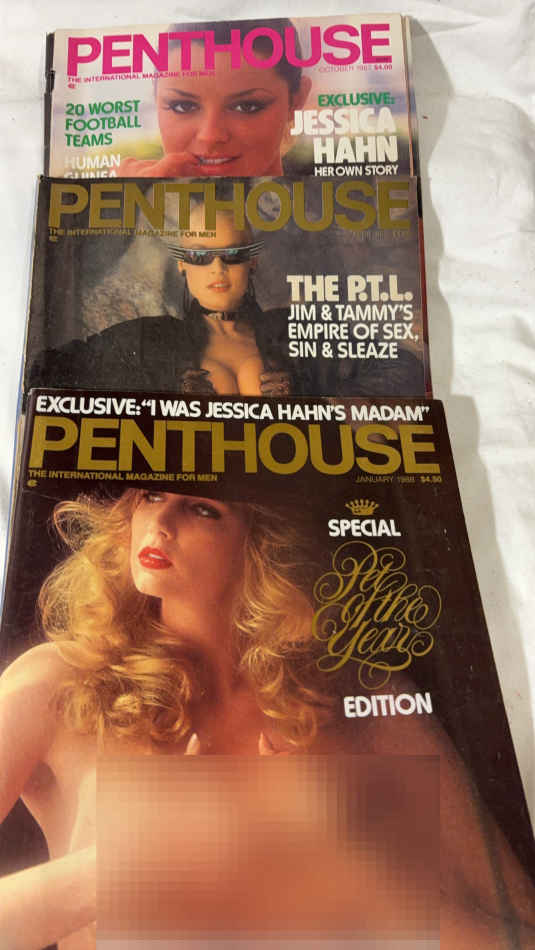 PENTHOUSE
THE INTERNATIONAL MAGAZINE FOR MEN
OCTOBER 1987 $4.00
20 WORST
FOOTBALL
TEAMS
HUMAN
GUINEA
EXCLUSIVE:
JESSICA
HAHN
HER OWN STORY
PENTHOUSE
THE INTERNATIONAL MAGAZINE FOR MEN
THE P.T.L.
JIM & TAMMY'S
EMPIRE OF SEX,
SIN & SLEAZE
EXCLUSIVE: "I WAS JESSICA HAHN'S MADAM"
PENTHOUSE
THE INTERNATIONAL MAGAZINE FOR MEN
JANUARY 1988 $4.50
SPECIAL
Pet
of the
Year
EDITION